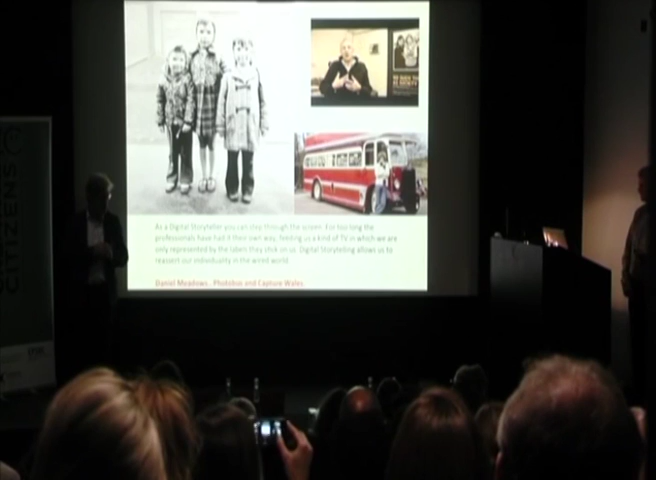 As a Digital Storyteller you can step through the screen. For too long the
professionals have had it their own way, feeding us a kind of TV in which we are
only represented by the labels they stick on us. Digital Storytelling allows us to
reassert our individuality in the wired world.
Daniel Meadows. Photobus and Capture Wales.
CITIZENS